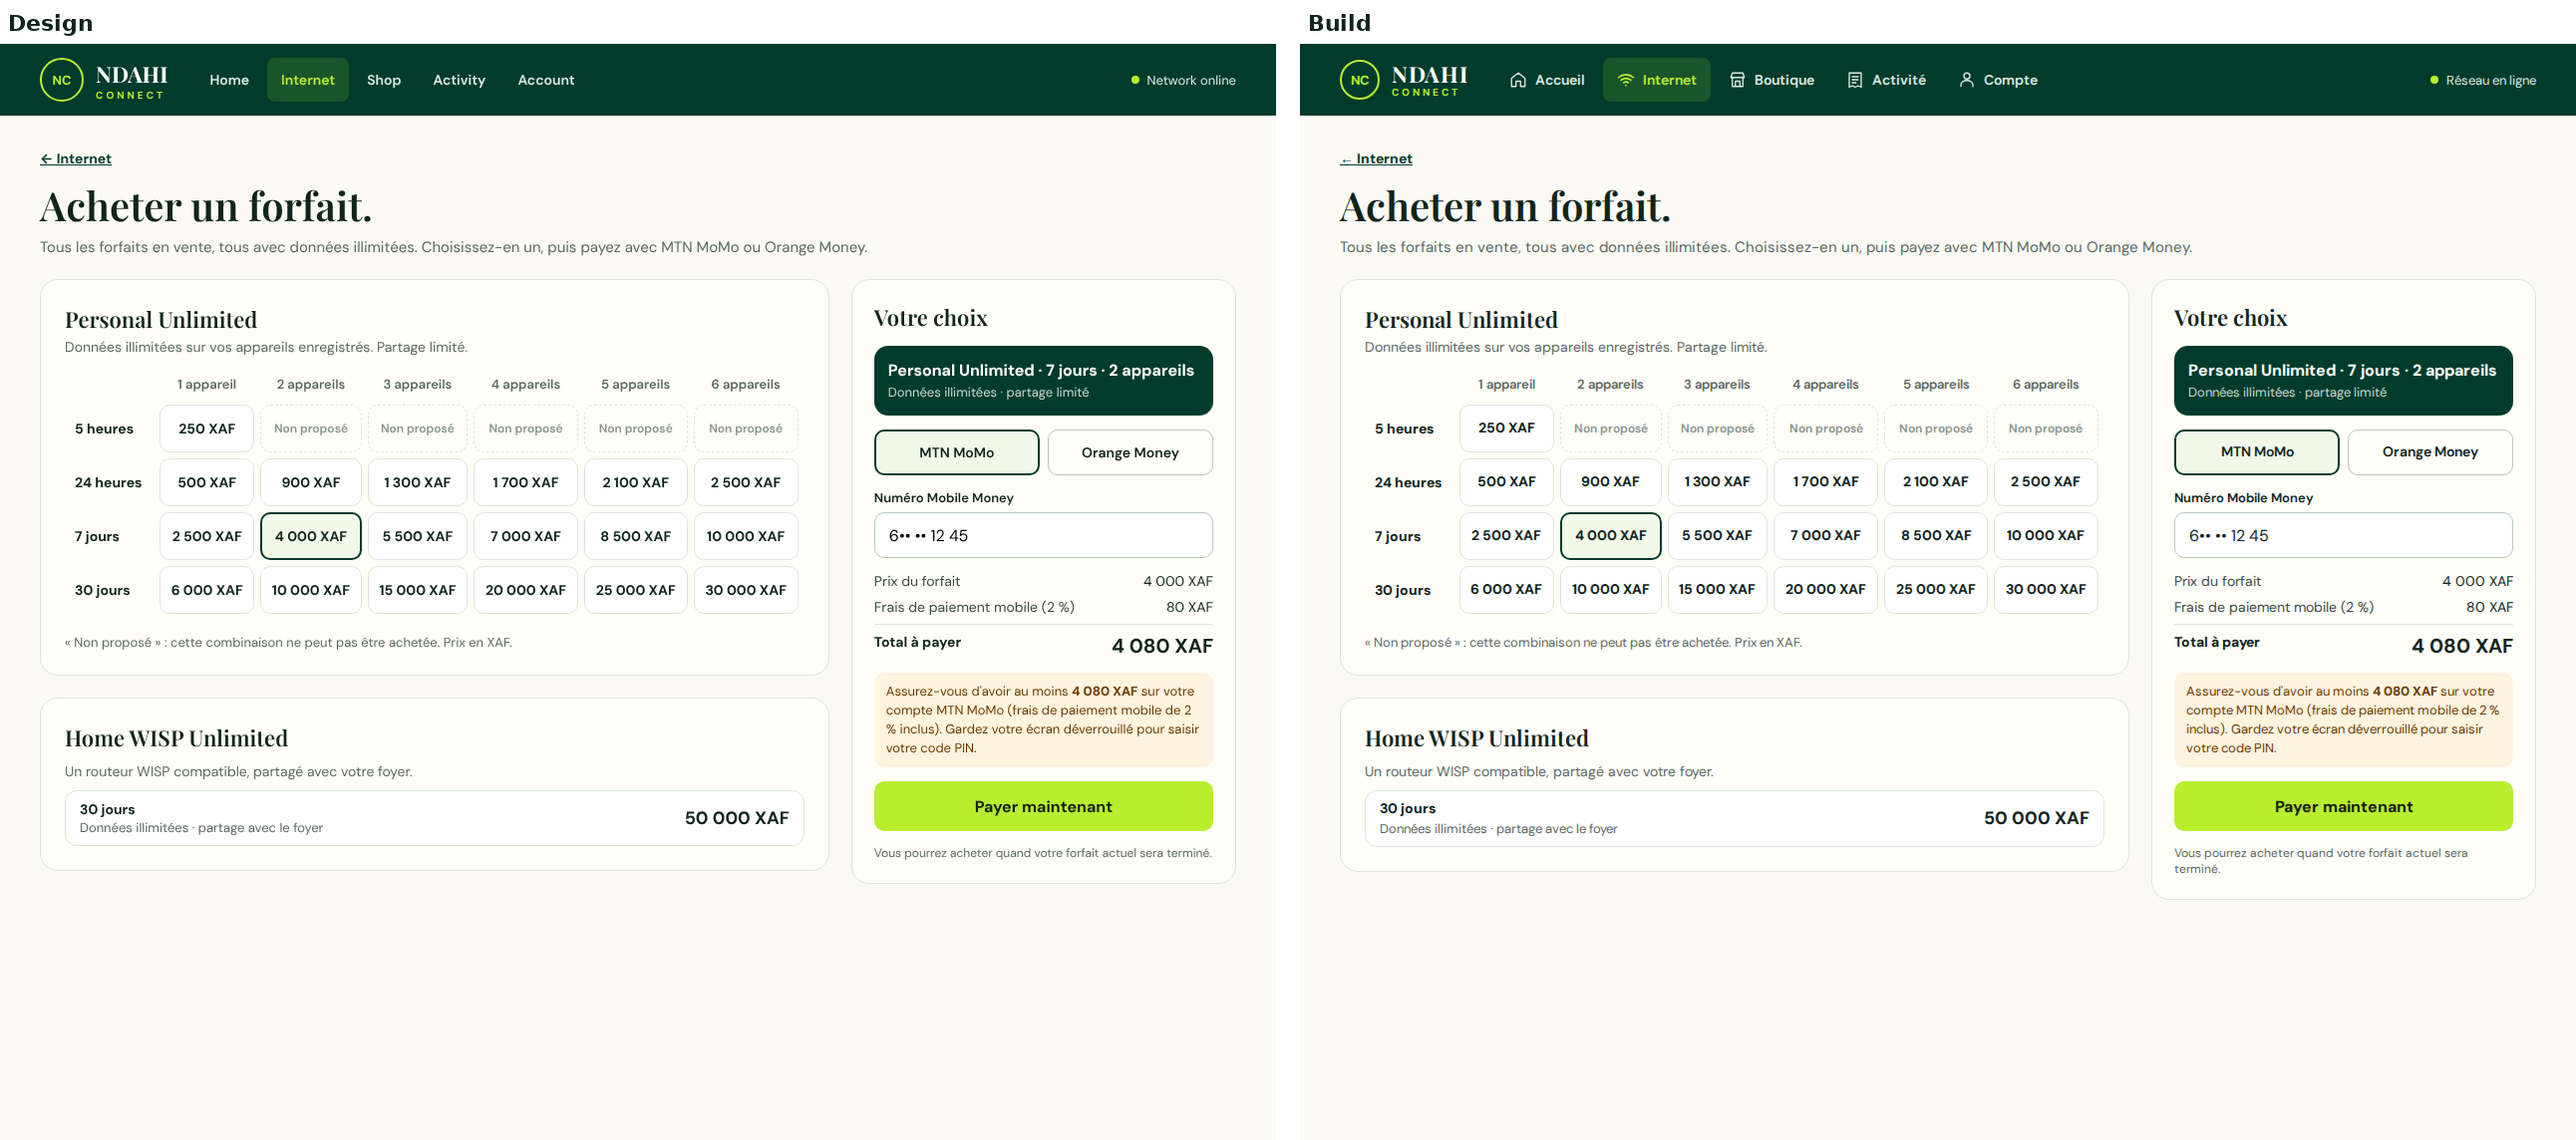 Design
NC NDAHI CONNECT Home Internet Shop Activity Account Network online
← Internet
Acheter un forfait.
Tous les forfaits en vente, tous avec données illimitées. Choisissez-en un, puis payez avec MTN MoMo ou Orange Money.
Personal Unlimited
Données illimitées sur vos appareils enregistrés. Partage limité.
1 appareil 2 appareils 3 appareils 4 appareils 5 appareils 6 appareils
5 heures 250 XAF Non proposé Non proposé Non proposé Non proposé Non proposé
24 heures 500 XAF 900 XAF 1 300 XAF 1 700 XAF 2 100 XAF 2 500 XAF
7 jours 2 500 XAF 4 000 XAF 5 500 XAF 7 000 XAF 8 500 XAF 10 000 XAF
30 jours 6 000 XAF 10 000 XAF 15 000 XAF 20 000 XAF 25 000 XAF 30 000 XAF
« Non proposé » : cette combinaison ne peut pas être achetée. Prix en XAF.
Home WISP Unlimited
Un routeur WISP compatible, partagé avec votre foyer.
30 jours
Données illimitées · partage avec le foyer
50 000 XAF
Votre choix
Personal Unlimited · 7 jours · 2 appareils
Données illimitées · partage limité
MTN MoMo Orange Money
Numéro Mobile Money
6•• •• 12 45
Prix du forfait 4 000 XAF
Frais de paiement mobile (2 %) 80 XAF
Total à payer 4 080 XAF
Assurez-vous d'avoir au moins 4 080 XAF sur votre
compte MTN MoMo (frais de paiement mobile de 2
% inclus). Gardez votre écran déverrouillé pour saisir
votre code PIN.
Payer maintenant
Vous pourrez acheter quand votre forfait actuel sera terminé.
Build
NC NDAHI CONNECT Accueil Internet Boutique Activité Compte Réseau en ligne
← Internet
Acheter un forfait.
Tous les forfaits en vente, tous avec données illimitées. Choisissez-en un, puis payez avec MTN MoMo ou Orange Money.
Personal Unlimited
Données illimitées sur vos appareils enregistrés. Partage limité.
1 appareil 2 appareils 3 appareils 4 appareils 5 appareils 6 appareils
5 heures 250 XAF Non proposé Non proposé Non proposé Non proposé Non proposé
24 heures 500 XAF 900 XAF 1 300 XAF 1 700 XAF 2 100 XAF 2 500 XAF
7 jours 2 500 XAF 4 000 XAF 5 500 XAF 7 000 XAF 8 500 XAF 10 000 XAF
30 jours 6 000 XAF 10 000 XAF 15 000 XAF 20 000 XAF 25 000 XAF 30 000 XAF
« Non proposé » : cette combinaison ne peut pas être achetée. Prix en XAF.
Home WISP Unlimited
Un routeur WISP compatible, partagé avec votre foyer.
30 jours
Données illimitées · partage avec le foyer
50 000 XAF
Votre choix
Personal Unlimited · 7 jours · 2 appareils
Données illimitées · partage limité
MTN MoMo Orange Money
Numéro Mobile Money
6•• •• 12 45
Prix du forfait 4 000 XAF
Frais de paiement mobile (2 %) 80 XAF
Total à payer 4 080 XAF
Assurez-vous d'avoir au moins 4 080 XAF sur votre
compte MTN MoMo (frais de paiement mobile de 2 %
inclus). Gardez votre écran déverrouillé pour saisir
votre code PIN.
Payer maintenant
Vous pourrez acheter quand votre forfait actuel sera
terminé.